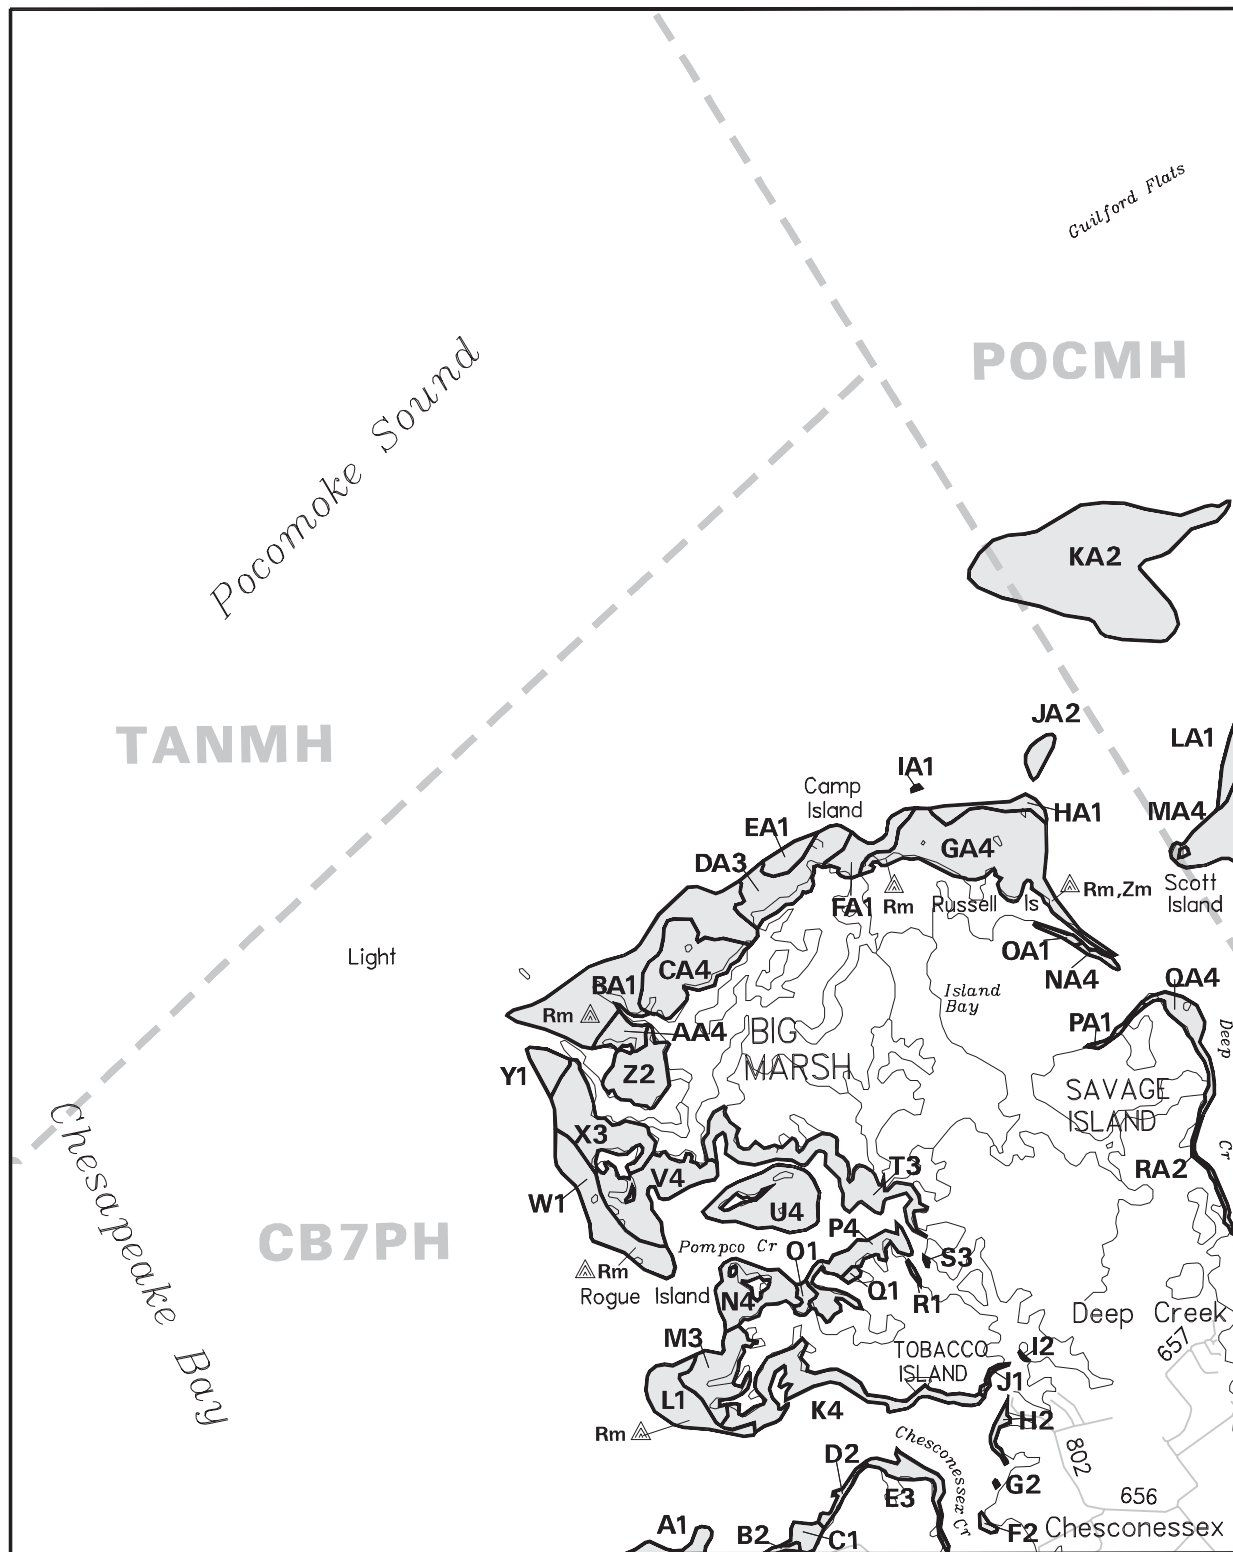 Guilford Flats
POCMH
Pocomoke Sound
KA2
TANMH
JA2
LA1
IA1
Camp
Island
HA1
MA4
EA1
GA4
DA3
Rm,Zm
Scott
Island
FA1
Rm
Russell Is
OA1
Light
CA4
NA4
QA4
BA1
Island
Bay
Rm
AA4
PA1
BIG
MARSH
Deep
Cr
Y1
Z2
SAVAGE
ISLAND
Chesapeake Bay
X3
V4
T3
RA2
W1
U4
P4
CB7PH
Pompco Cr
O1
S3
Rm
Q1
Rogue Island
N4
R1
Deep Creek
657
M3
TOBACCO
ISLAND
I2
J1
L1
K4
H2
Rm
Chesconessex Cr
D2
802
G2
E3
656
A1
B2
C1
F2
Chesconessex